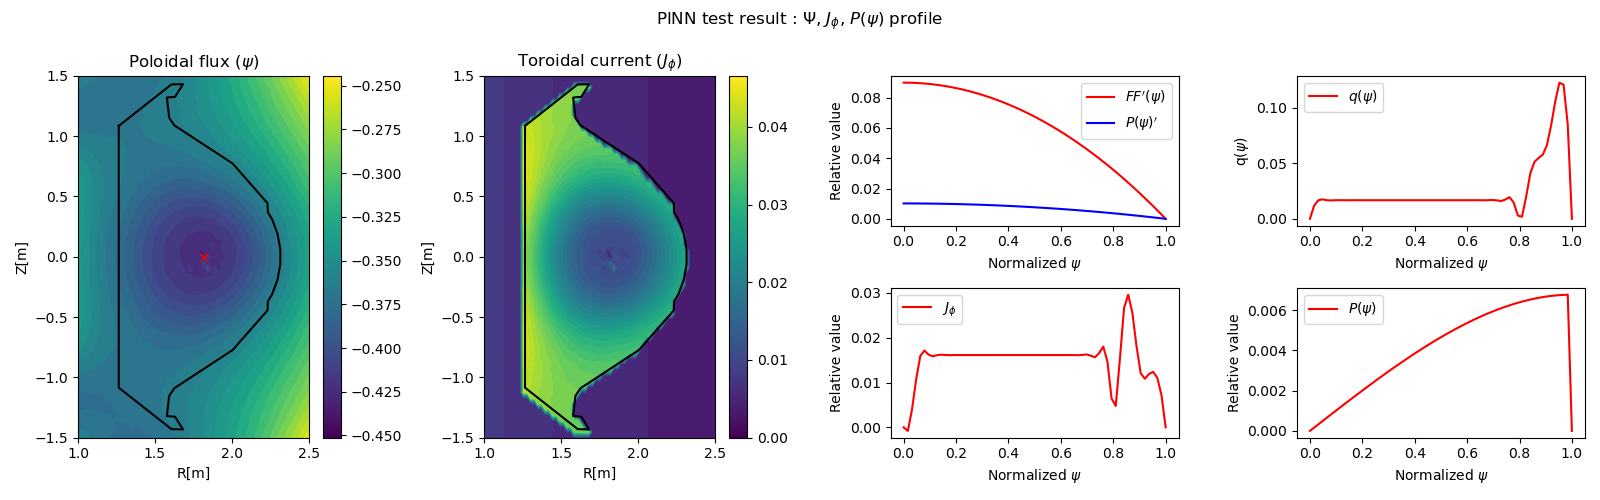 PINN test result : Ψ, Jϕ, P(ψ) profile
Poloidal flux (ψ)
1.5
1.0
0.5
0.0
−0.5
−1.0
−1.5
Z[m]
1.0 1.5 2.0 2.5
R[m]
−0.250
−0.275
−0.300
−0.325
−0.350
−0.375
−0.400
−0.425
−0.450
Toroidal current (Jϕ)
1.5
1.0
0.5
0.0
−0.5
−1.0
−1.5
Z[m]
1.0 1.5 2.0 2.5
R[m]
0.04
0.03
0.02
0.01
0.00
FF′(ψ)
P(ψ)′
0.08
0.06
0.04
0.02
0.00
Relative value
0.0 0.2 0.4 0.6 0.8 1.0
Normalized ψ
q(ψ)
0.10
0.05
0.00
q(ψ)
0.0 0.2 0.4 0.6 0.8 1.0
Normalized ψ
Jϕ
0.03
0.02
0.01
0.00
Relative value
0.0 0.2 0.4 0.6 0.8 1.0
Normalized ψ
P(ψ)
0.006
0.004
0.002
0.000
Relative value
0.0 0.2 0.4 0.6 0.8 1.0
Normalized ψ